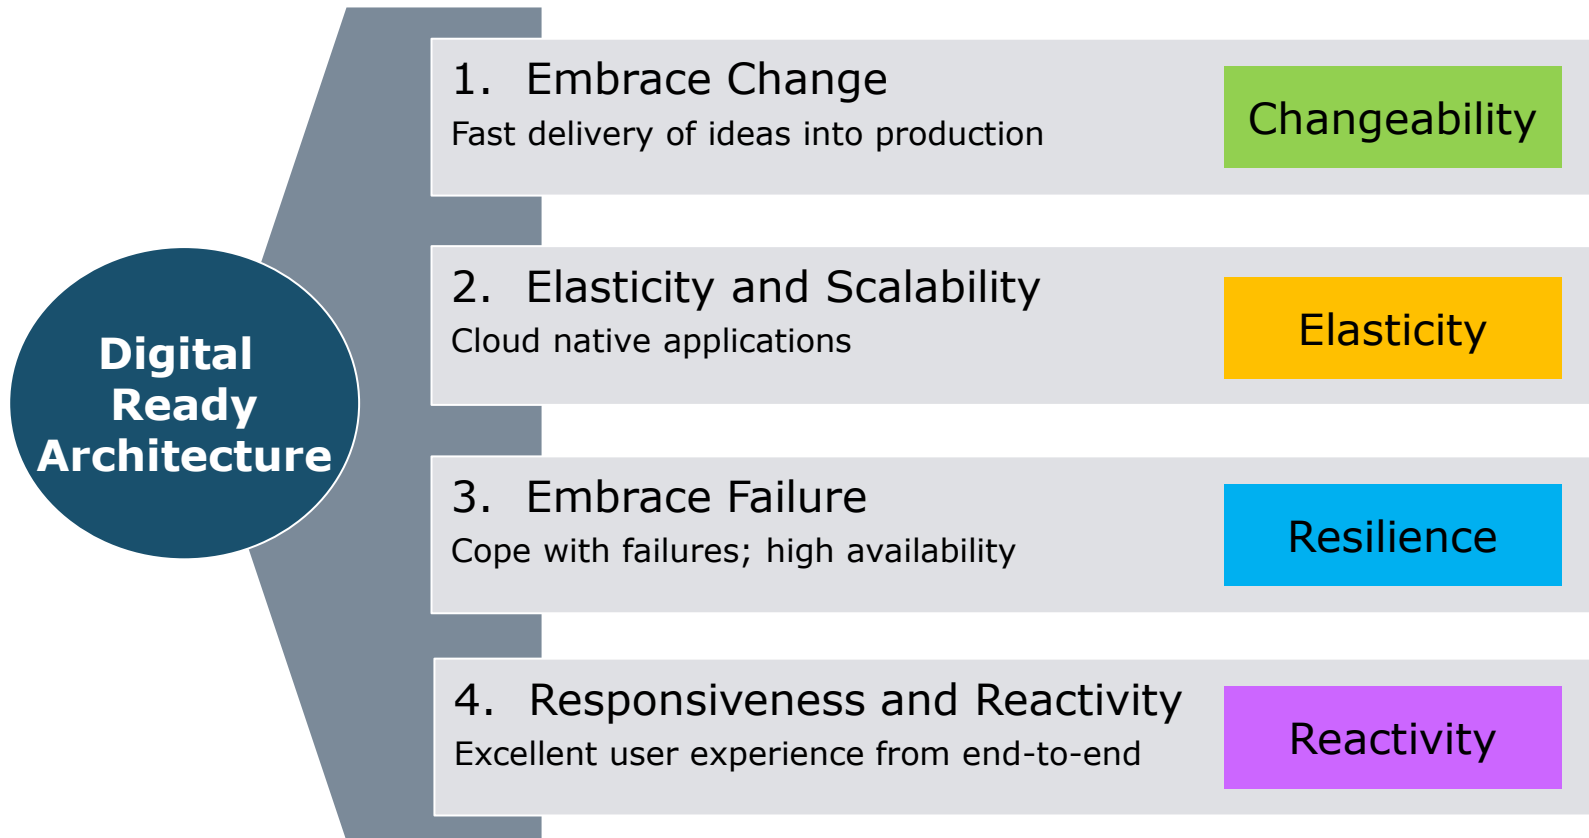 Digital
Ready
Architecture
1. Embrace Change
Fast delivery of ideas into production
Changeability
2. Elasticity and Scalability
Cloud native applications
Elasticity
3. Embrace Failure
Cope with failures; high availability
Resilience
4. Responsiveness and Reactivity
Excellent user experience from end-to-end
Reactivity